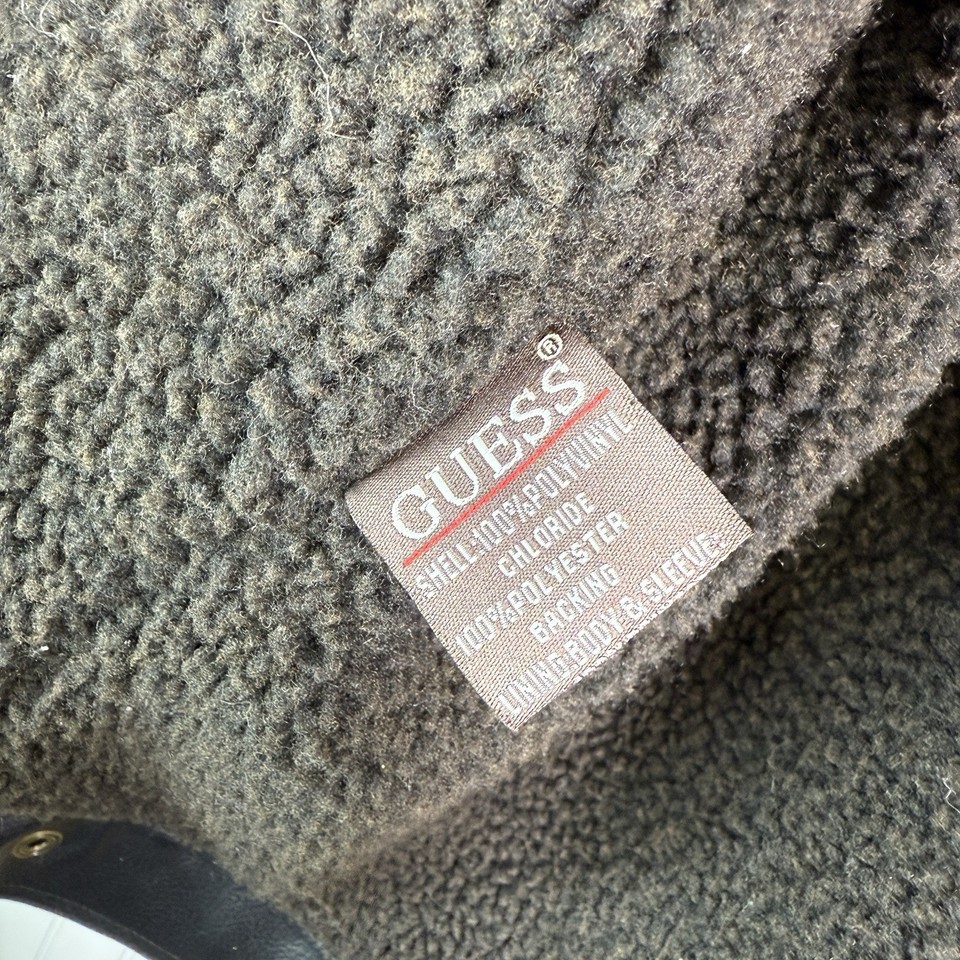 GUESS®
SHELL:100%POLYVINYL
CHLORIDE
100%POLYESTER
BACKING
LINING:BODY & SLEEVE: